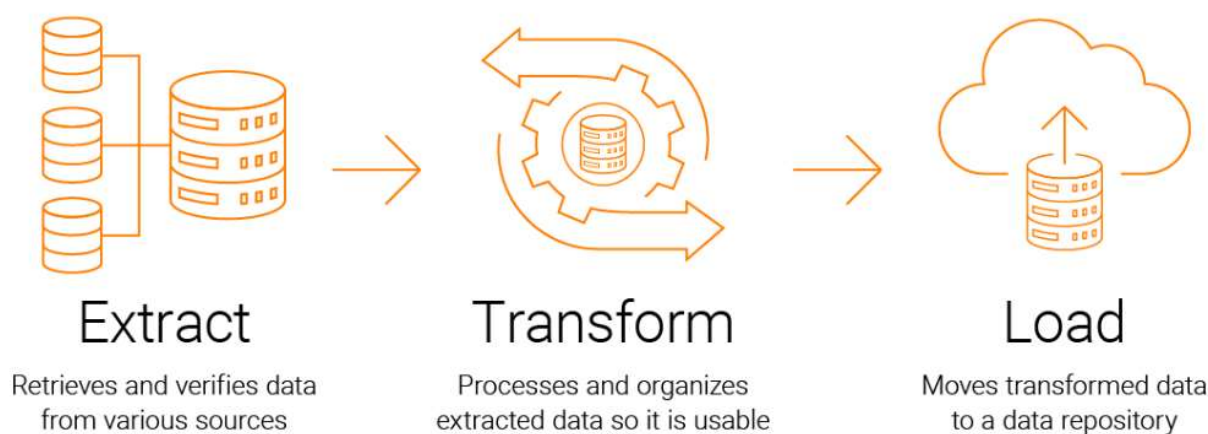 Extract
Retrieves and verifies data
from various sources
Transform
Processes and organizes
extracted data so it is usable
Load
Moves transformed data
to a data repository